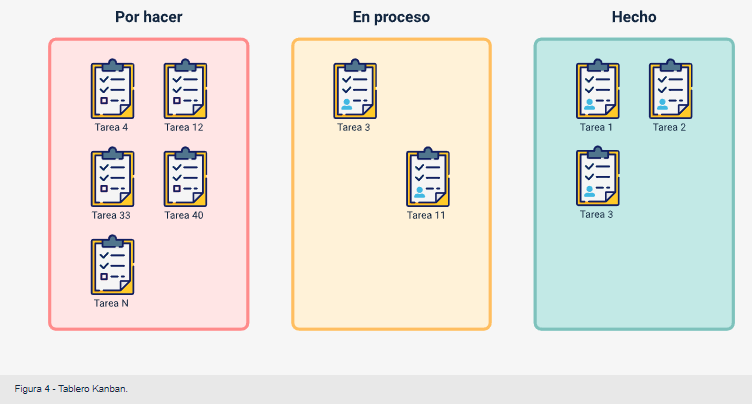 Por hacer
En proceso
Hecho
Tarea 4
Tarea 12
Tarea 33
Tarea 40
Tarea N
Tarea 3
Tarea 11
Tarea 1
Tarea 2
Tarea 3
Figura 4 - Tablero Kanban.